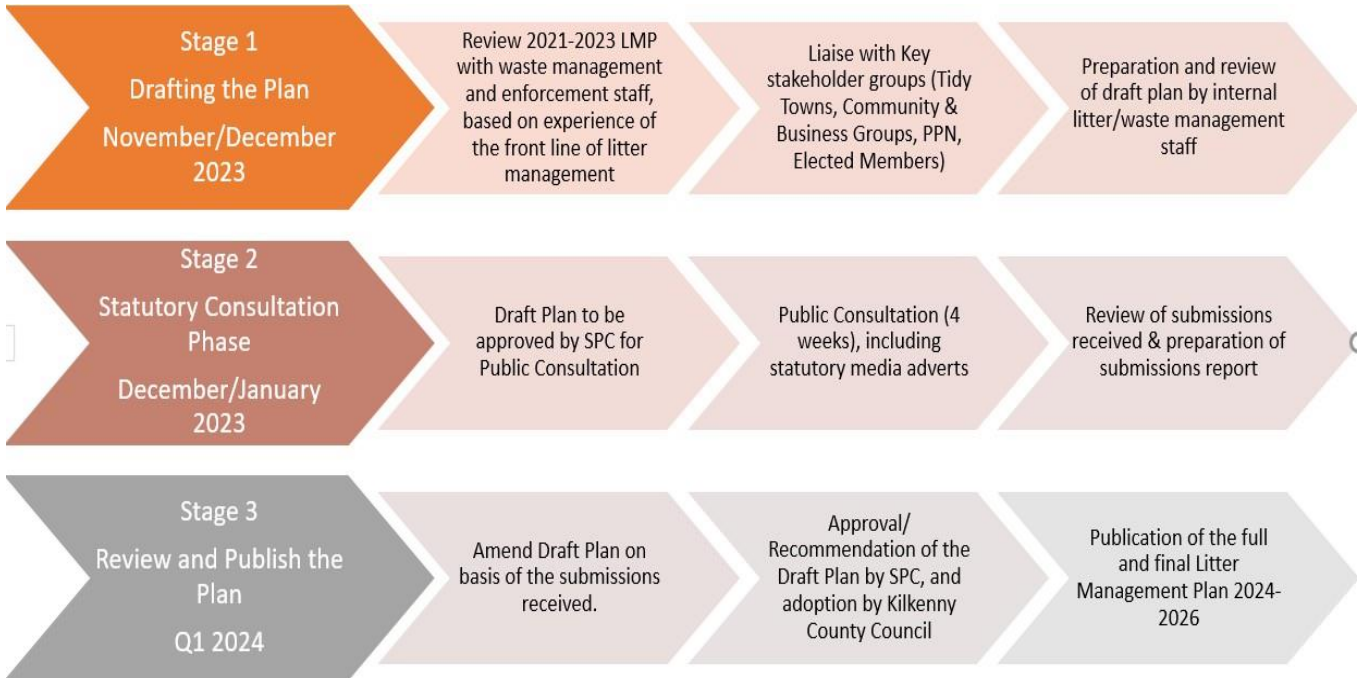 Stage 1
Drafting the Plan
November/December
2023
Review 2021-2023 LMP
with waste management
and enforcement staff,
based on experience of
the front line of litter
management
Liaise with Key
stakeholder groups (Tidy
Towns, Community &
Business Groups, PPN,
Elected Members)
Preparation and review
of draft plan by internal
litter/waste management
staff
Stage 2
Statutory Consultation
Phase
December/January
2023
Draft Plan to be
approved by SPC for
Public Consultation
Public Consultation (4
weeks), including
statutory media adverts
Review of submissions
received & preparation of
submissions report
Stage 3
Review and Publish the
Plan
Q1 2024
Amend Draft Plan on
basis of the submissions
received.
Approval/
Recommendation of the
Draft Plan by SPC, and
adoption by Kilkenny
County Council
Publication of the full
and final Litter
Management Plan 2024-
2026